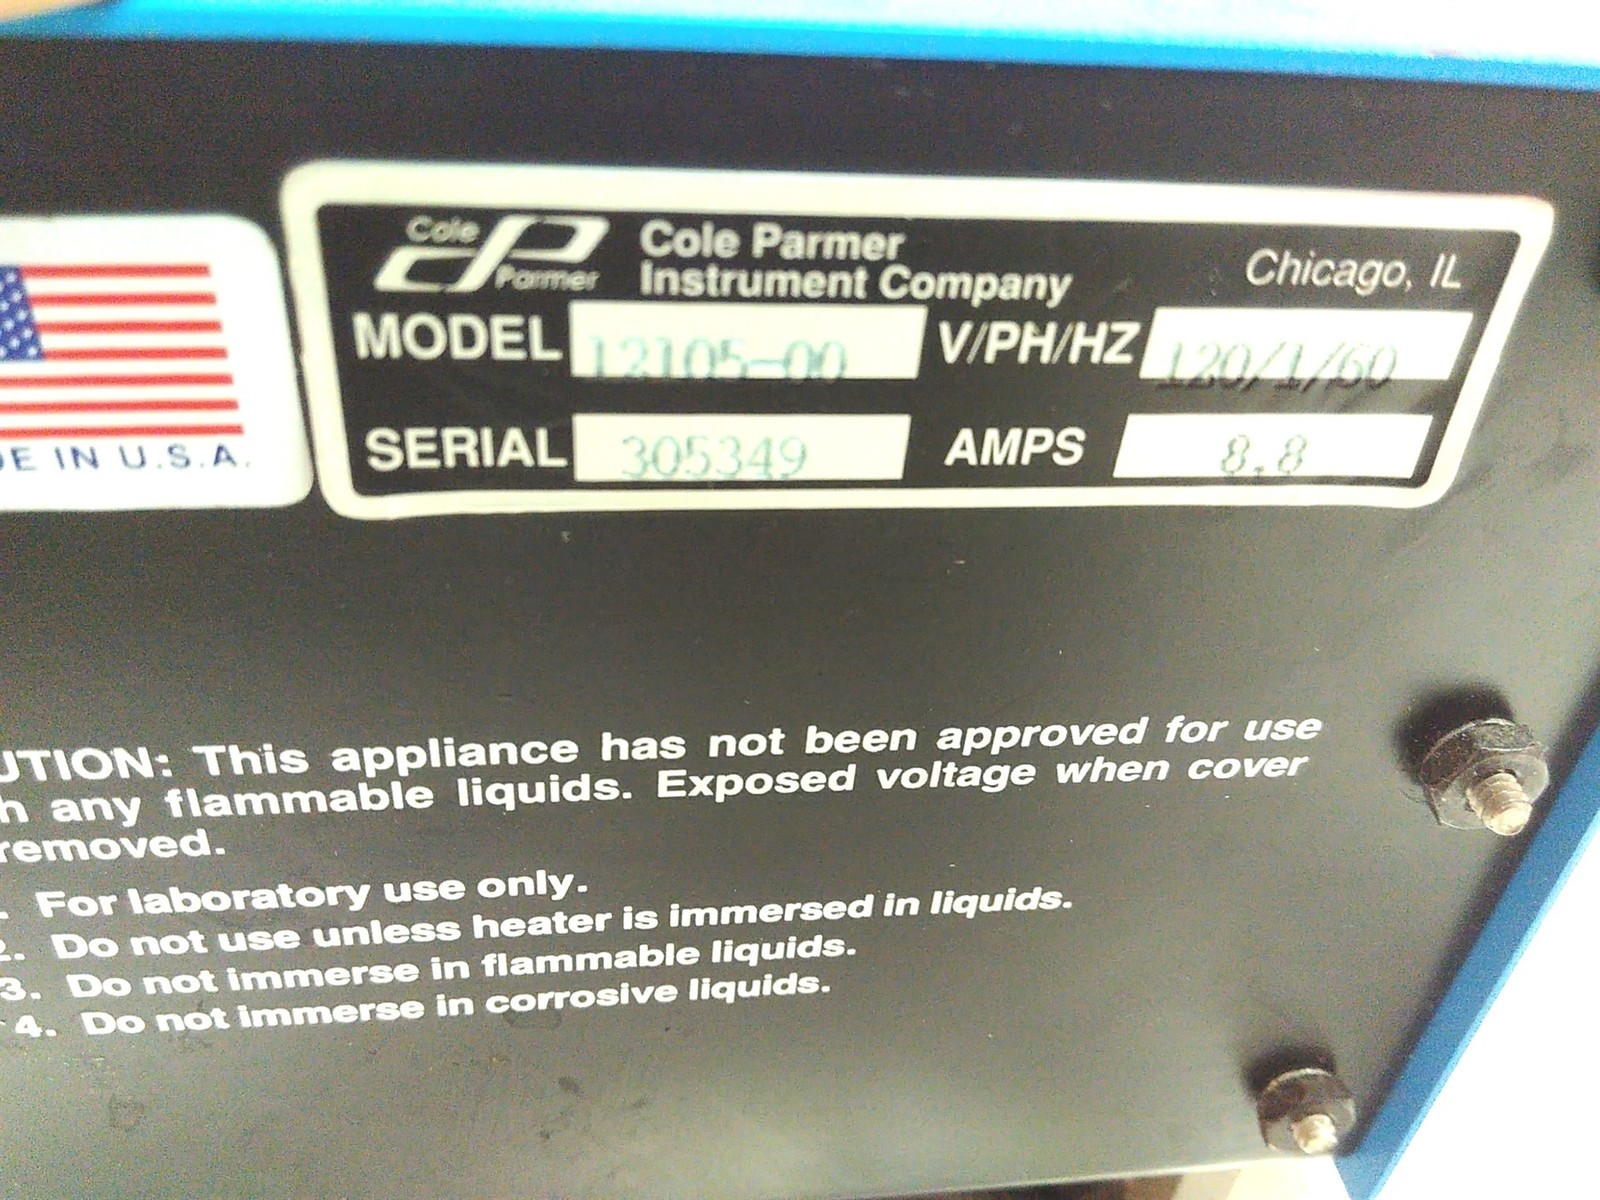 Cole Parmer
Cole Parmer
Instrument Company
Chicago, IL
MODEL 12105-00 V/PH/HZ 120/1/60
SERIAL 305349 AMPS 8.8
DE IN U.S.A.
UTION: This appliance has not been approved for use
h any flammable liquids. Exposed voltage when cover
removed.
. For laboratory use only.
2. Do not use unless heater is immersed in liquids.
3. Do not immerse in flammable liquids.
4. Do not immerse in corrosive liquids.